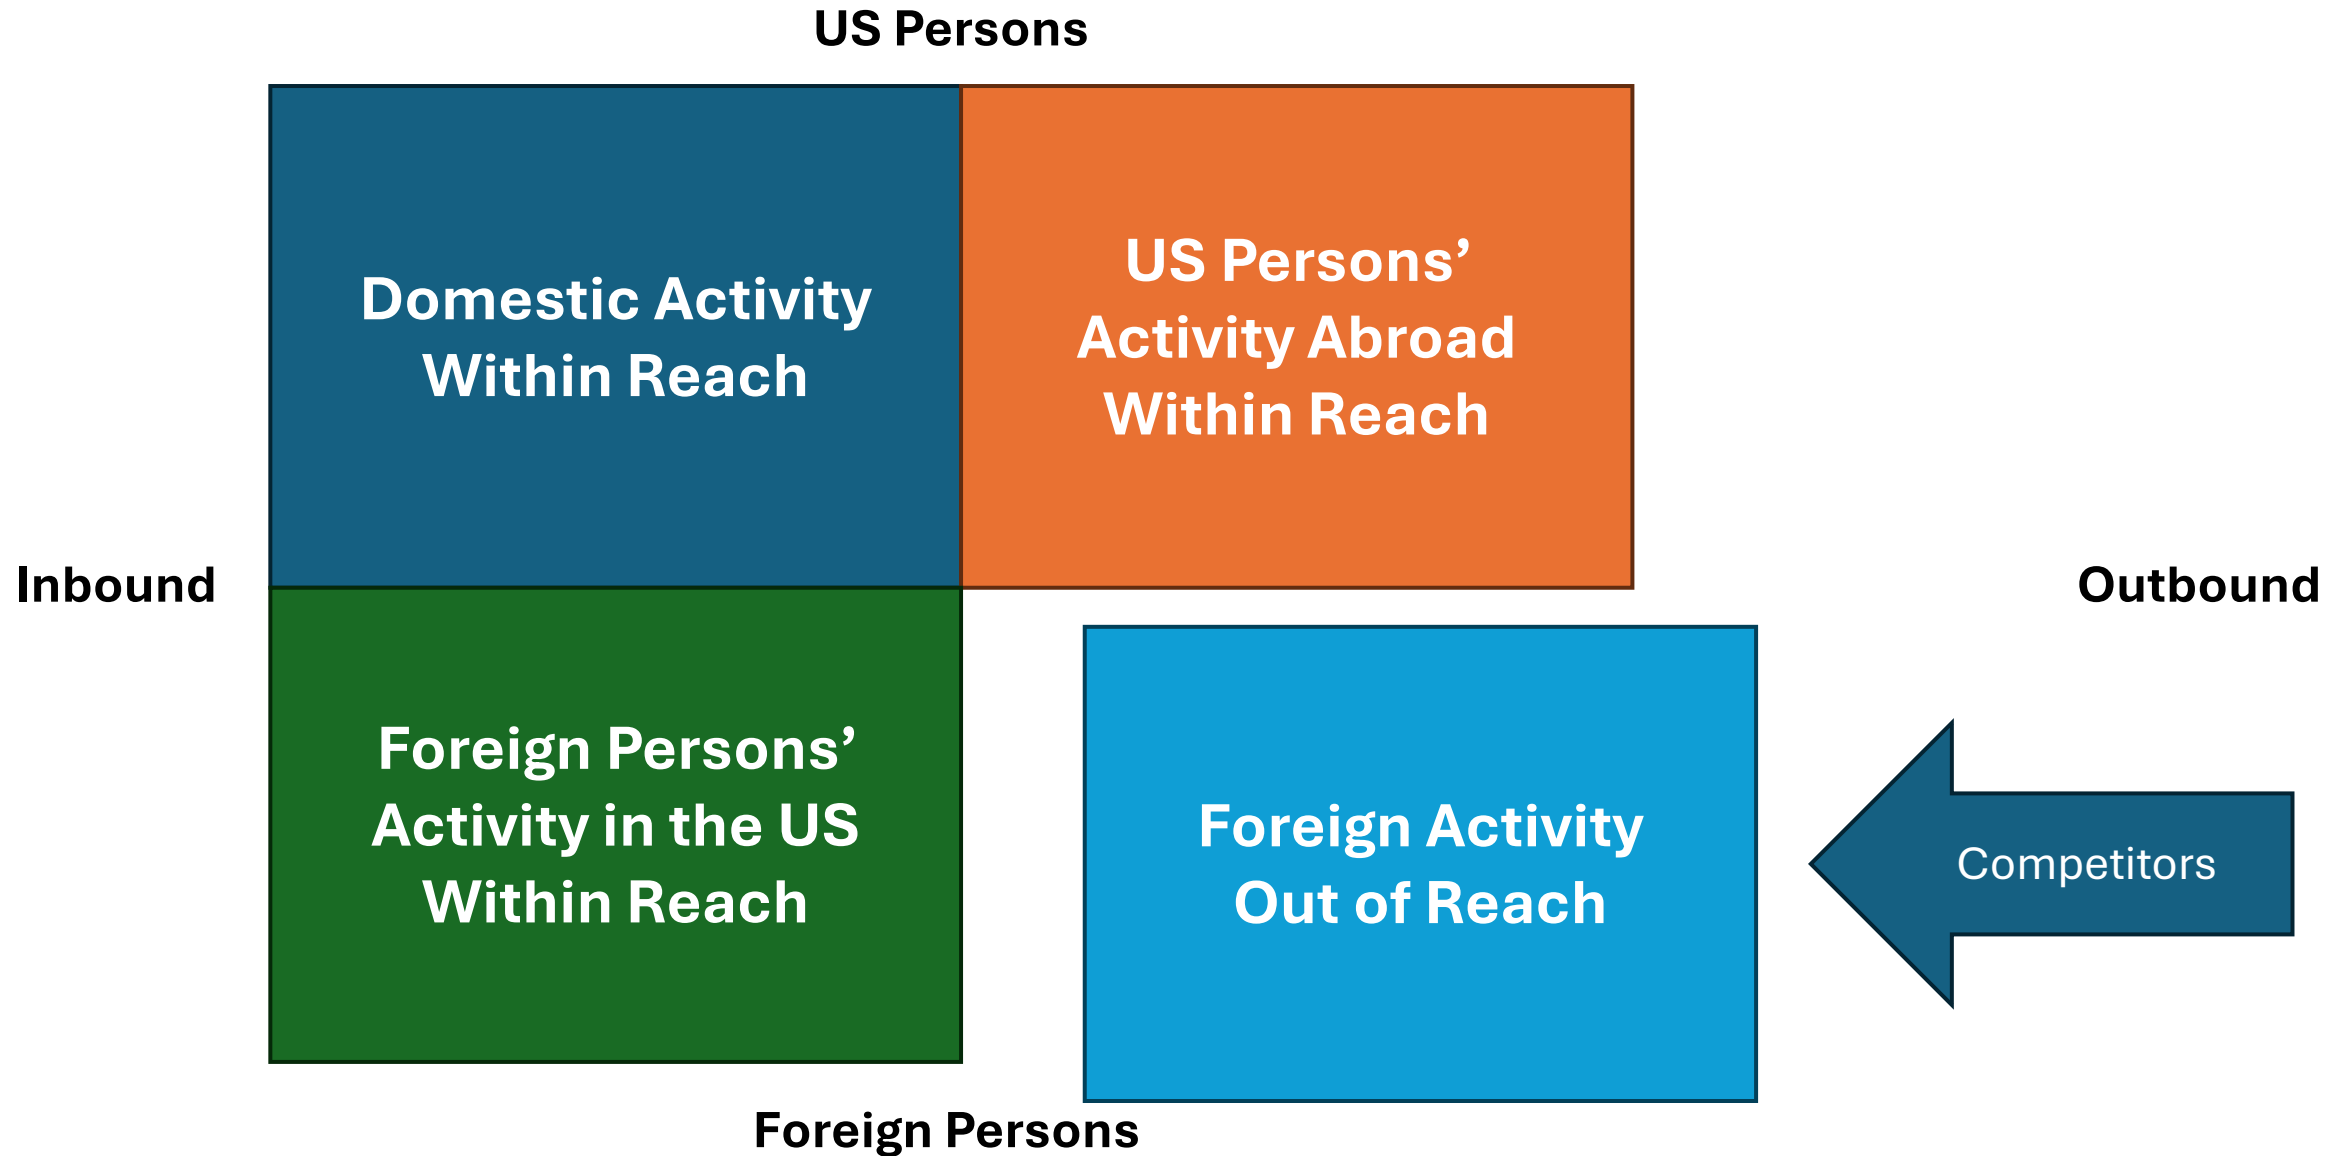 US Persons
Domestic Activity
Within Reach
US Persons’
Activity Abroad
Within Reach
Inbound
Outbound
Foreign Persons’
Activity in the US
Within Reach
Foreign Activity
Out of Reach
Competitors
Foreign Persons